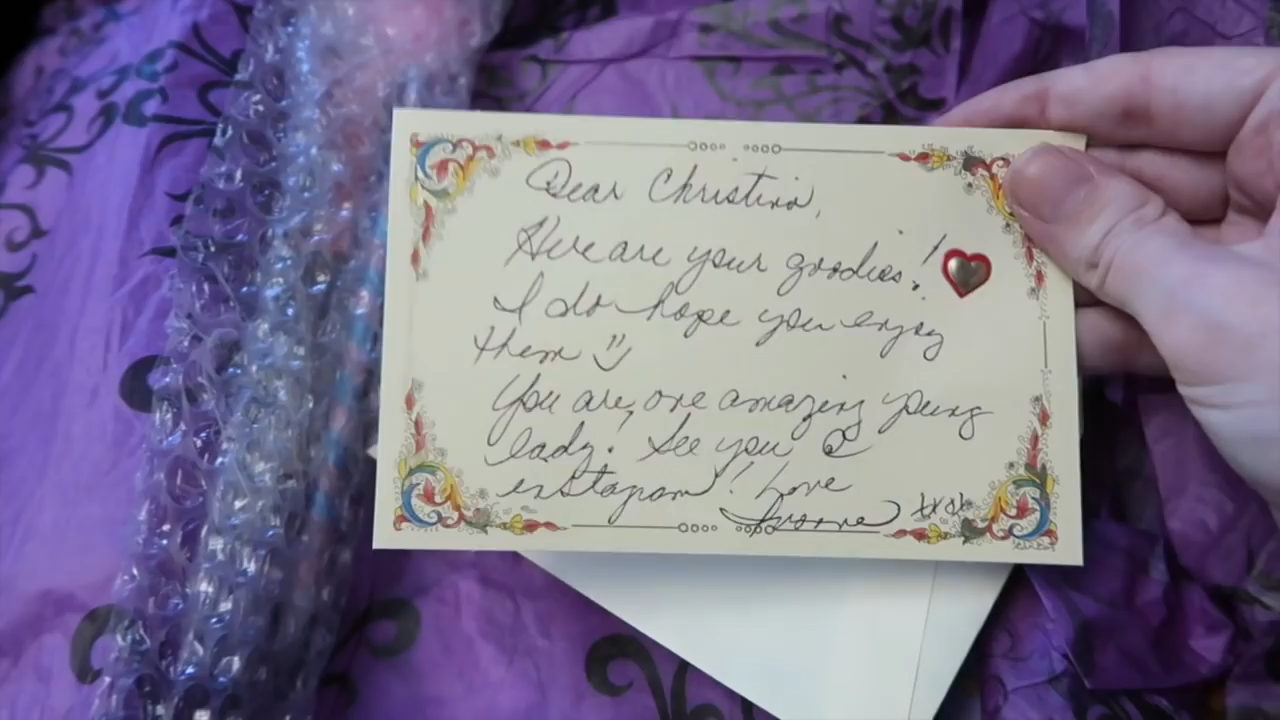 Dear Christina,
Here are your goodies!
I do hope you enjoy
them
You are one amazing young
lady! See you @
instagram! Love
xxxx